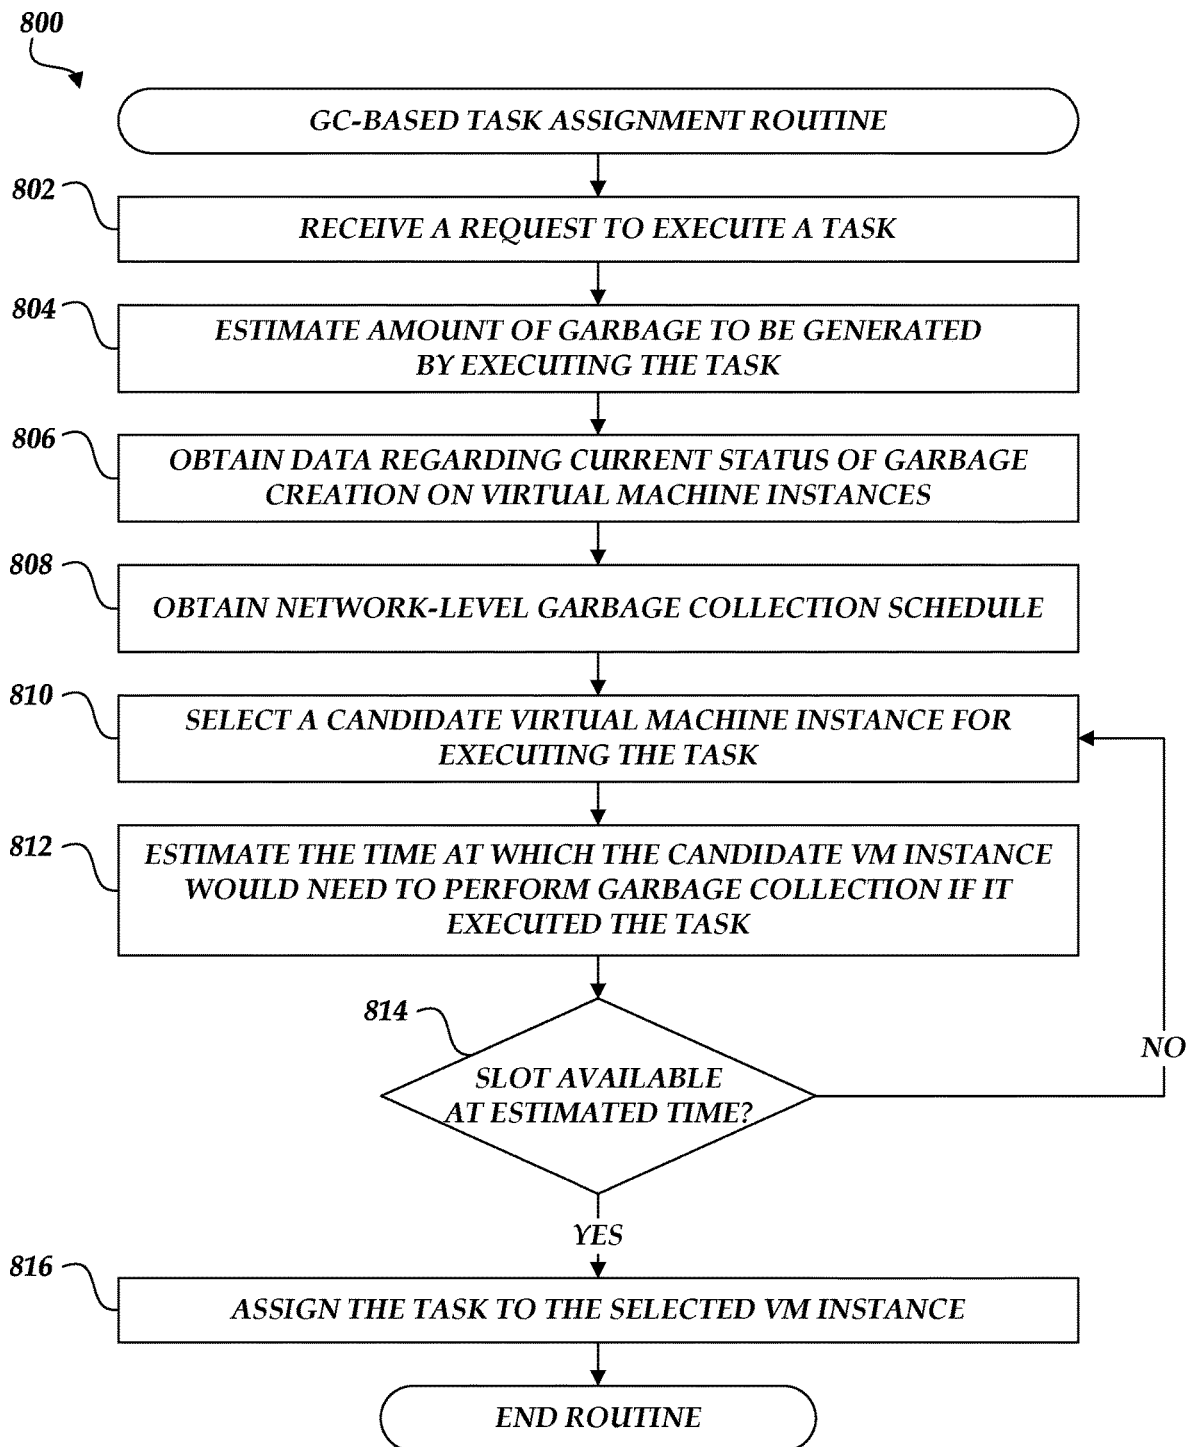 800
GC-BASED TASK ASSIGNMENT ROUTINE
802
RECEIVE A REQUEST TO EXECUTE A TASK
804
ESTIMATE AMOUNT OF GARBAGE TO BE GENERATED
BY EXECUTING THE TASK
806
OBTAIN DATA REGARDING CURRENT STATUS OF GARBAGE
CREATION ON VIRTUAL MACHINE INSTANCES
808
OBTAIN NETWORK-LEVEL GARBAGE COLLECTION SCHEDULE
810
SELECT A CANDIDATE VIRTUAL MACHINE INSTANCE FOR
EXECUTING THE TASK
812
ESTIMATE THE TIME AT WHICH THE CANDIDATE VM INSTANCE
WOULD NEED TO PERFORM GARBAGE COLLECTION IF IT
EXECUTED THE TASK
814
SLOT AVAILABLE
AT ESTIMATED TIME?
NO
YES
816
ASSIGN THE TASK TO THE SELECTED VM INSTANCE
END ROUTINE